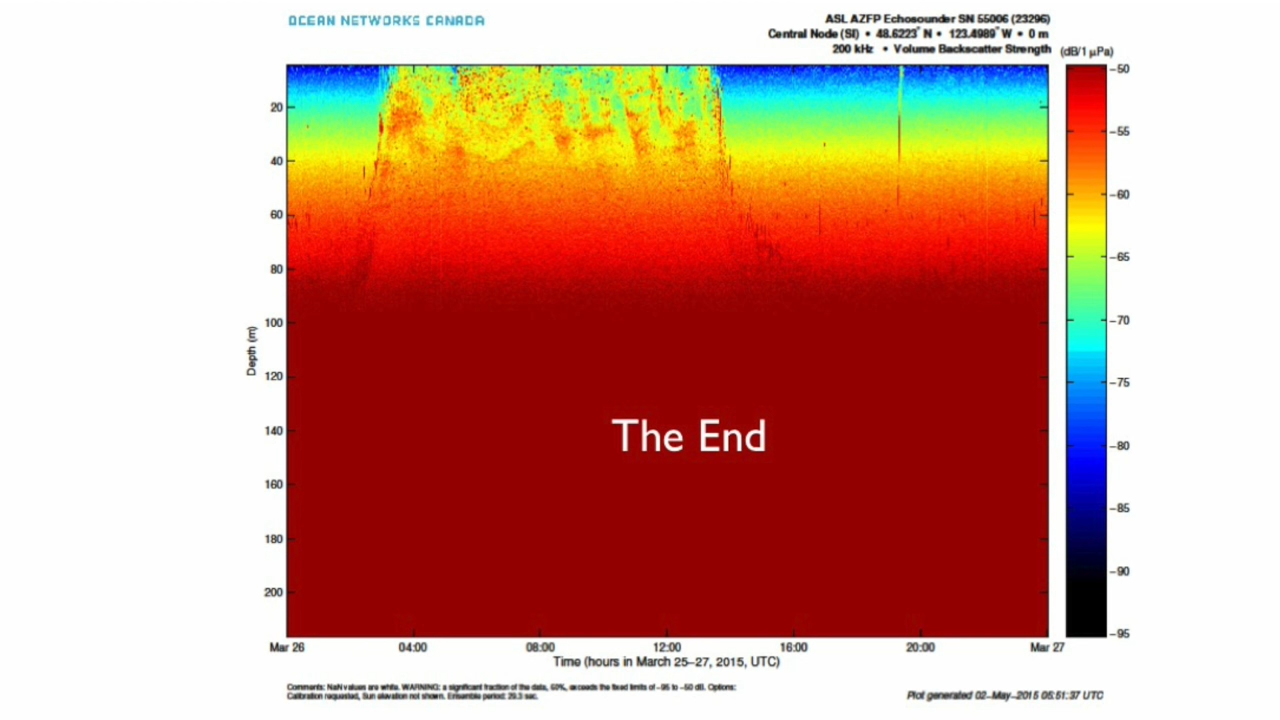 OCEAN NETWORKS CANADA
ASL AZFP Echosounder SN 55006 (23296)
Central Node (SI) • 48.6223° N • 123.4989° W • 0 m
200 kHz • Volume Backscatter Strength
(dB/1 μPa)
20
40
60
80
100
120
140
160
180
200
Depth (m)
The End
−50
−55
−60
−65
−70
−75
−80
−85
−90
−95
Mar 26
04:00
08:00
12:00
16:00
20:00
Mar 27
Time (hours in March 25–27, 2015, UTC)
Comments: NaN values are white. WARNING: a significant fraction of the data, 60%, exceeds the fixed limits of −95 to −50 dB. Options:
Calibration requested, Sun elevation not shown. Ensemble period: 29.3 sec.
Plot generated 02–May–2015 05:51:37 UTC